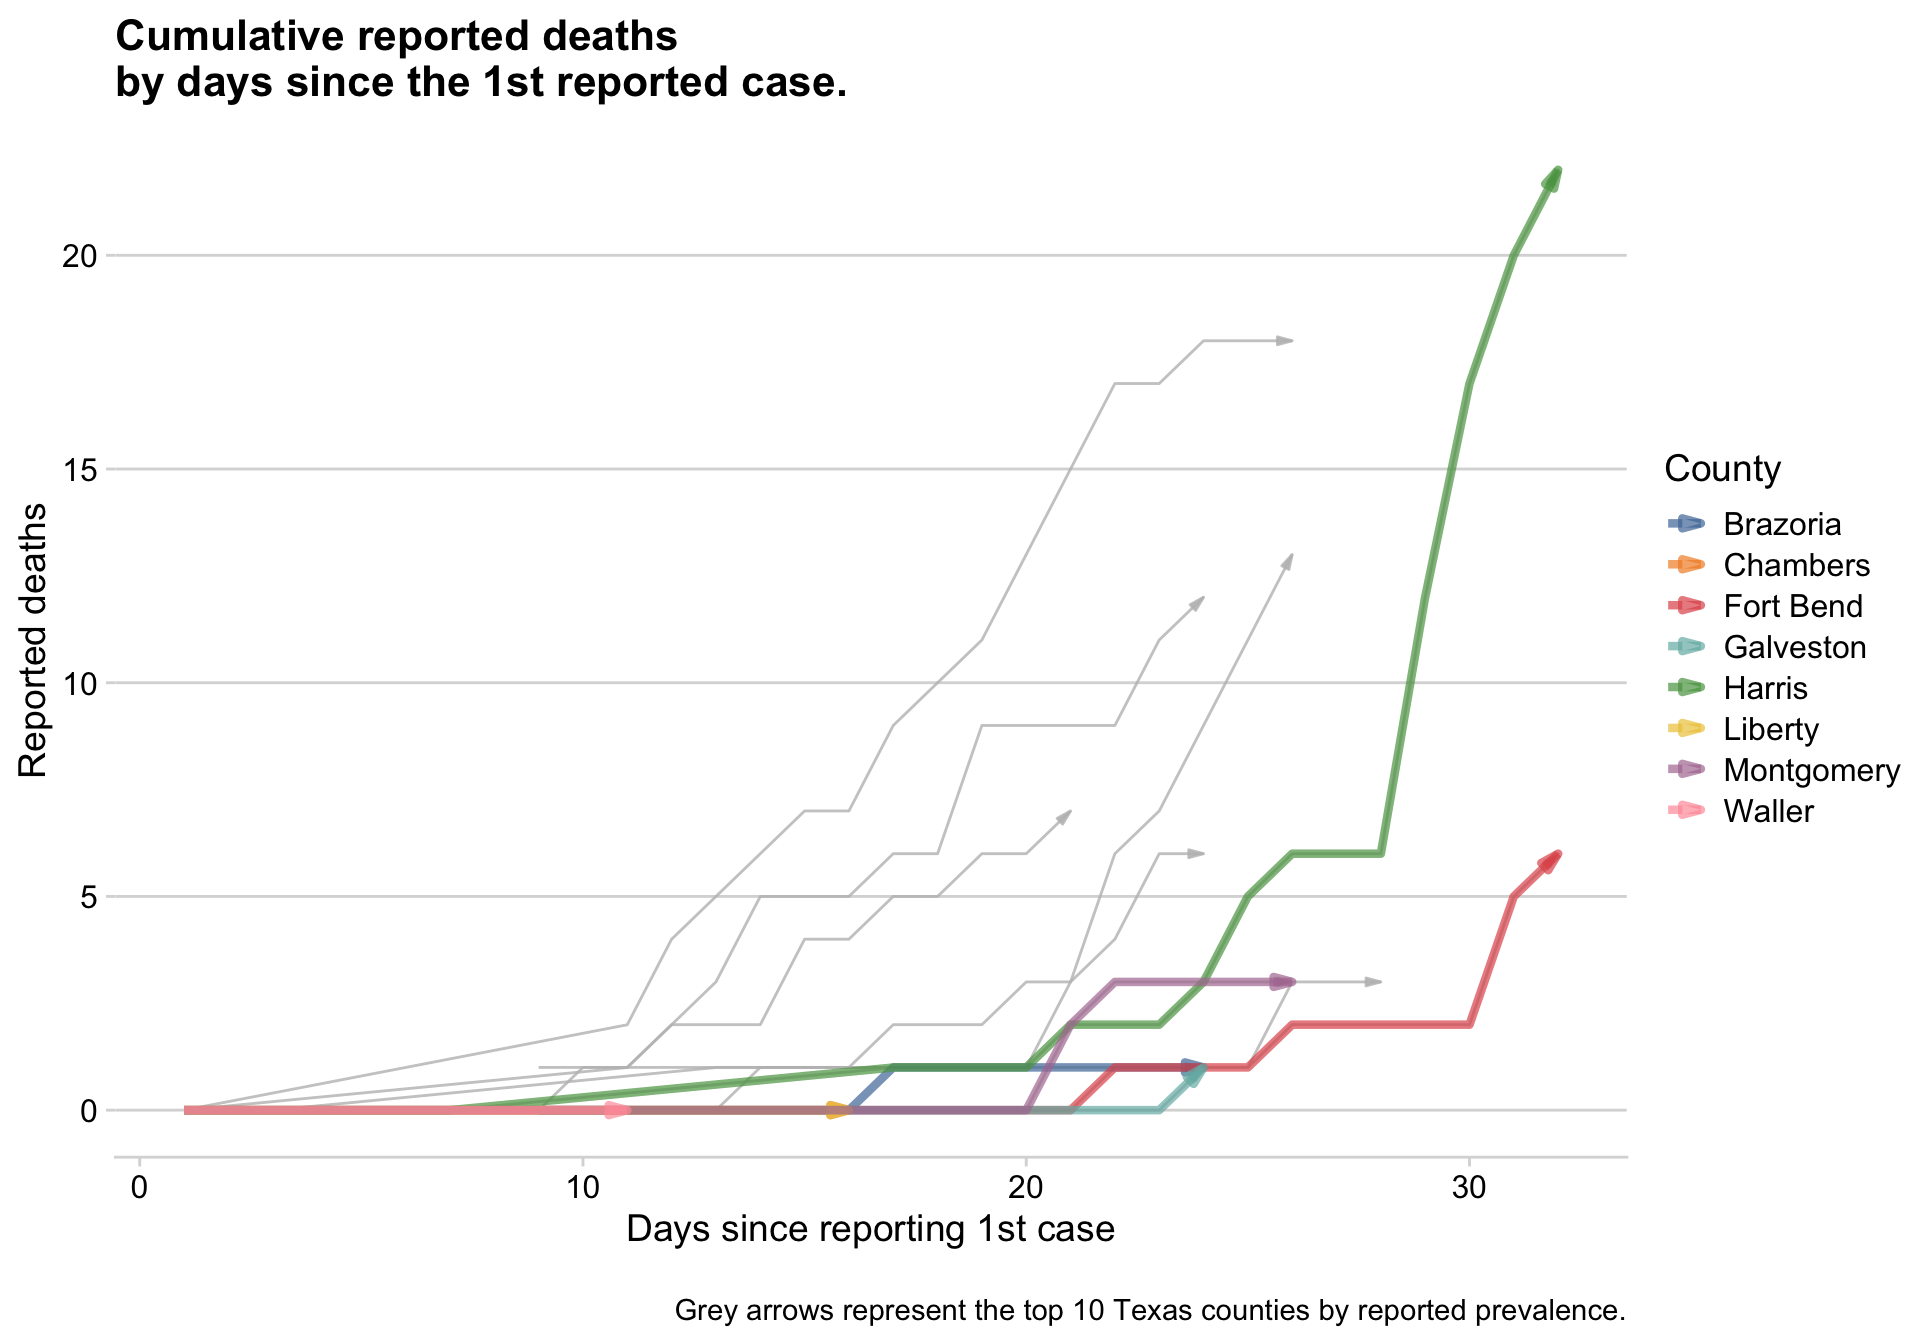 Cumulative reported deaths
by days since the 1st reported case.
20
15
10
5
0
Reported deaths
0 10 20 30
Days since reporting 1st case
County
Brazoria
Chambers
Fort Bend
Galveston
Harris
Liberty
Montgomery
Waller
Grey arrows represent the top 10 Texas counties by reported prevalence.